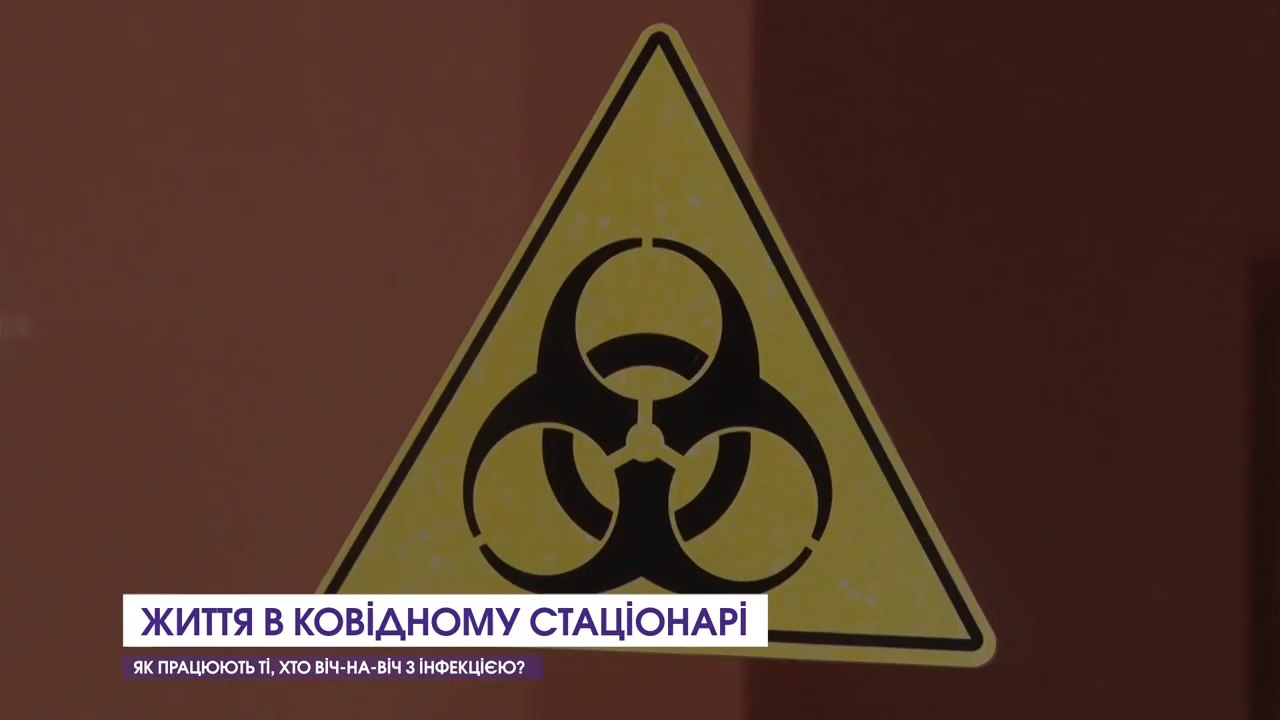 ЖИТТЯ В КОВІДНОМУ СТАЦІОНАРІ
ЯК ПРАЦЮЮТЬ ТІ, ХТО ВІЧ-НА-ВІЧ З ІНФЕКЦІЄЮ?